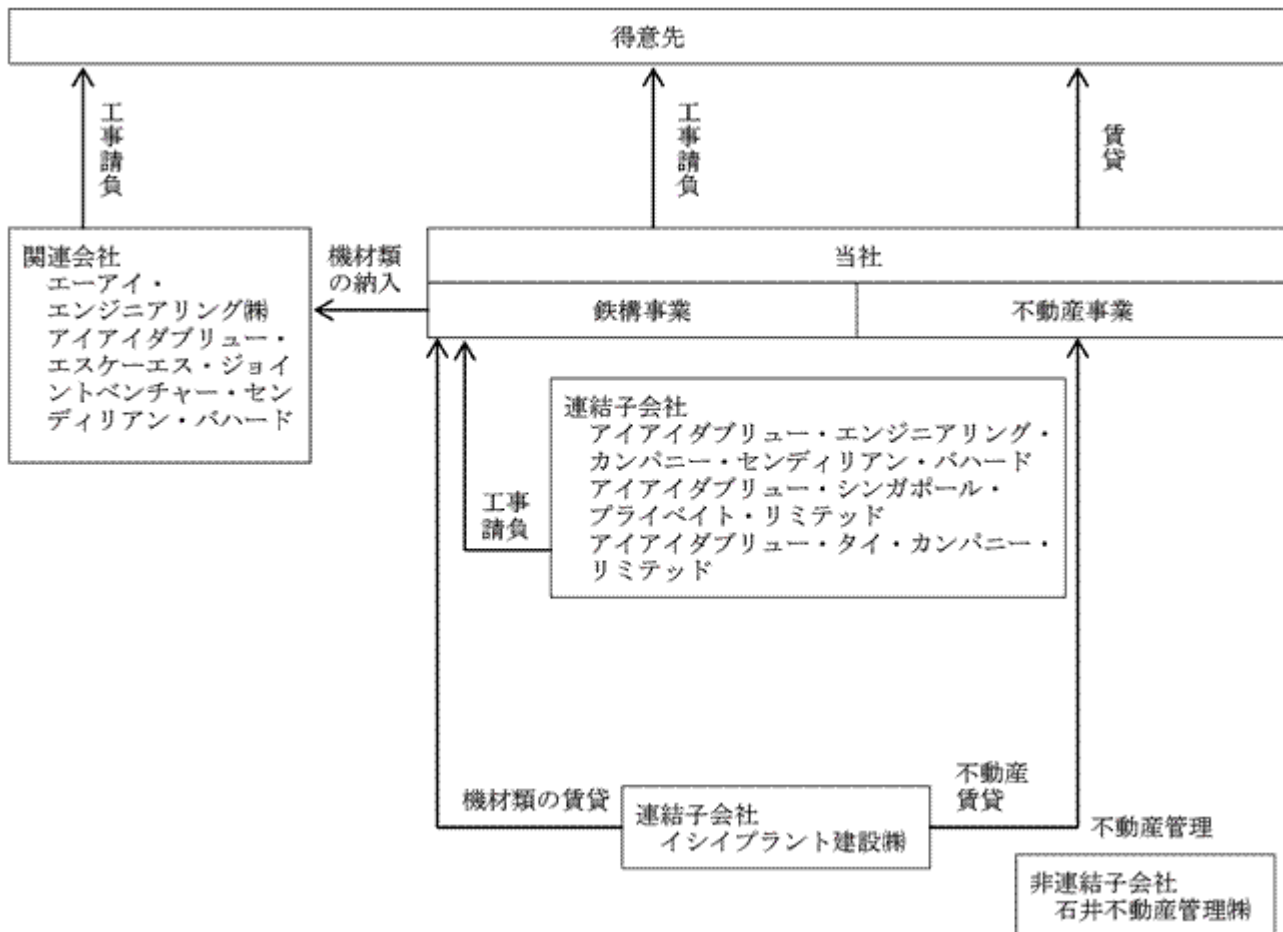 得意先
工事請負
工事請負
賃貸
関連会社
エーアイ・
エンジニアリング㈱
アイアイダブリュー・
エスケーエス・ジョイ
ントベンチャー・セン
ディリアン・バハード
機材類
の納入
当社
鉄構事業
不動産事業
連結子会社
アイアイダブリュー・エンジニアリング・
カンパニー・センディリアン・バハード
アイアイダブリュー・シンガポール・
プライベイト・リミテッド
アイアイダブリュー・タイ・カンパニー・
リミテッド
工事
請負
機材類の賃貸
連結子会社
イシイプラント建設㈱
不動産
賃貸
不動産管理
非連結子会社
石井不動産管理㈱